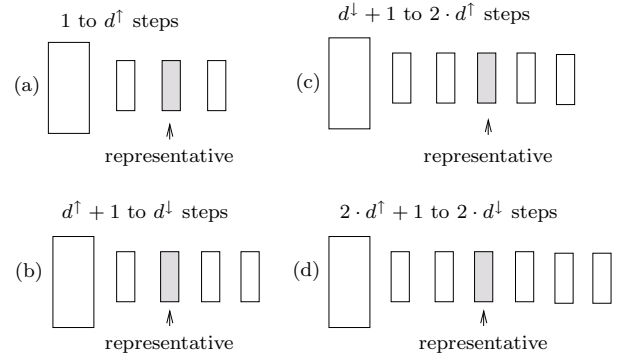 1 to d↑ steps
(a)
representative
d↓ + 1 to 2 · d↑ steps
(c)
representative
d↑ + 1 to d↓ steps
(b)
representative
2 · d↑ + 1 to 2 · d↓ steps
(d)
representative